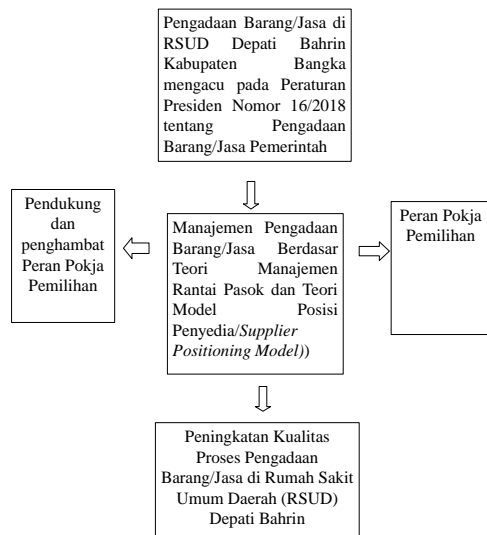 Pengadaan Barang/Jasa di
RSUD Depati Bahrin
Kabupaten Bangka
mengacu pada Peraturan
Presiden Nomor 16/2018
tentang Pengadaan
Barang/Jasa Pemerintah
Pendukung
dan
penghambat
Peran Pokja
Pemilihan
Manajemen Pengadaan
Barang/Jasa Berdasar
Teori Manajemen
Rantai Pasok dan Teori
Model Posisi
Penyedia/Supplier
Positioning Model))
Peran Pokja
Pemilihan
Peningkatan Kualitas
Proses Pengadaan
Barang/Jasa di Rumah Sakit
Umum Daerah (RSUD)
Depati Bahrin